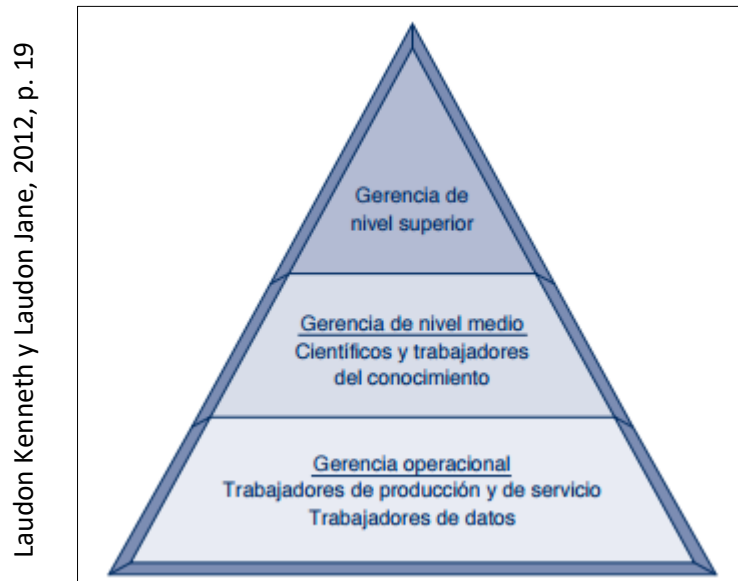 Laudon Kenneth y Laudon Jane, 2012, p. 19
Gerencia de
nivel superior
Gerencia de nivel medio
Científicos y trabajadores
del conocimiento
Gerencia operacional
Trabajadores de producción y de servicio
Trabajadores de datos